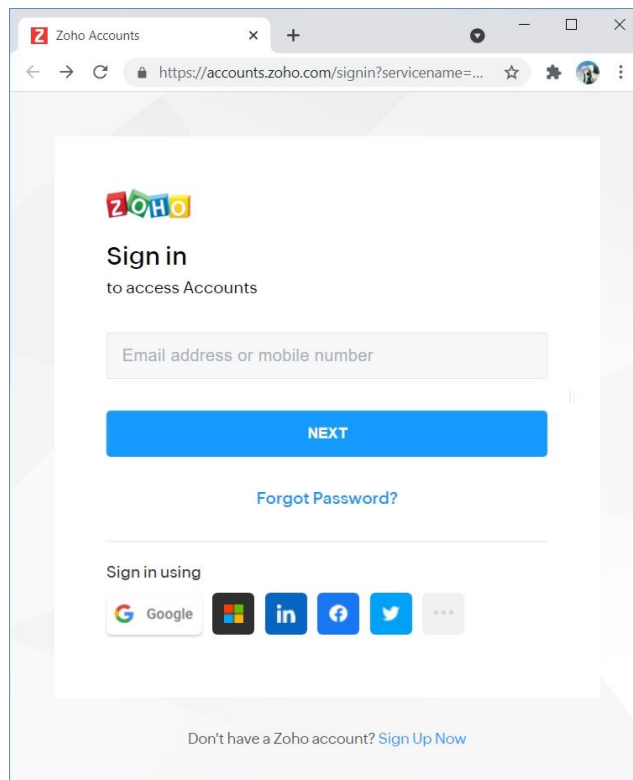 Zoho Accounts
https://accounts.zoho.com/signin?servicename=...
ZOHO
Sign in
to access Accounts
Email address or mobile number
NEXT
Forgot Password?
Sign in using
Google
Don't have a Zoho account? Sign Up Now